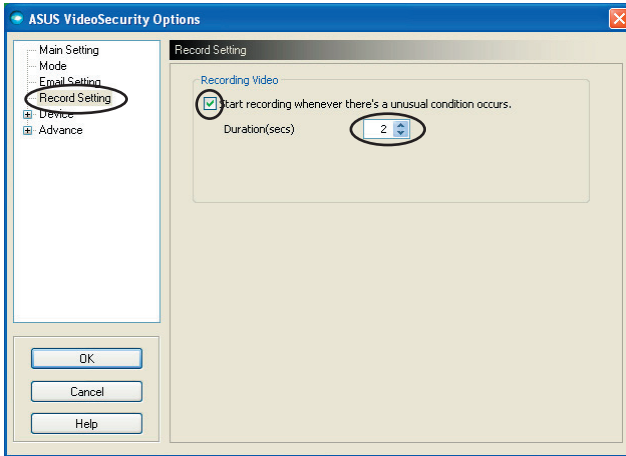 ASUS VideoSecurity Options
Main Setting
Mode
Email Setting
Record Setting
Device
Advance
OK
Cancel
Help
Record Setting
Recording Video
Start recording whenever there's a unusual condition occurs.
Duration(secs) 2